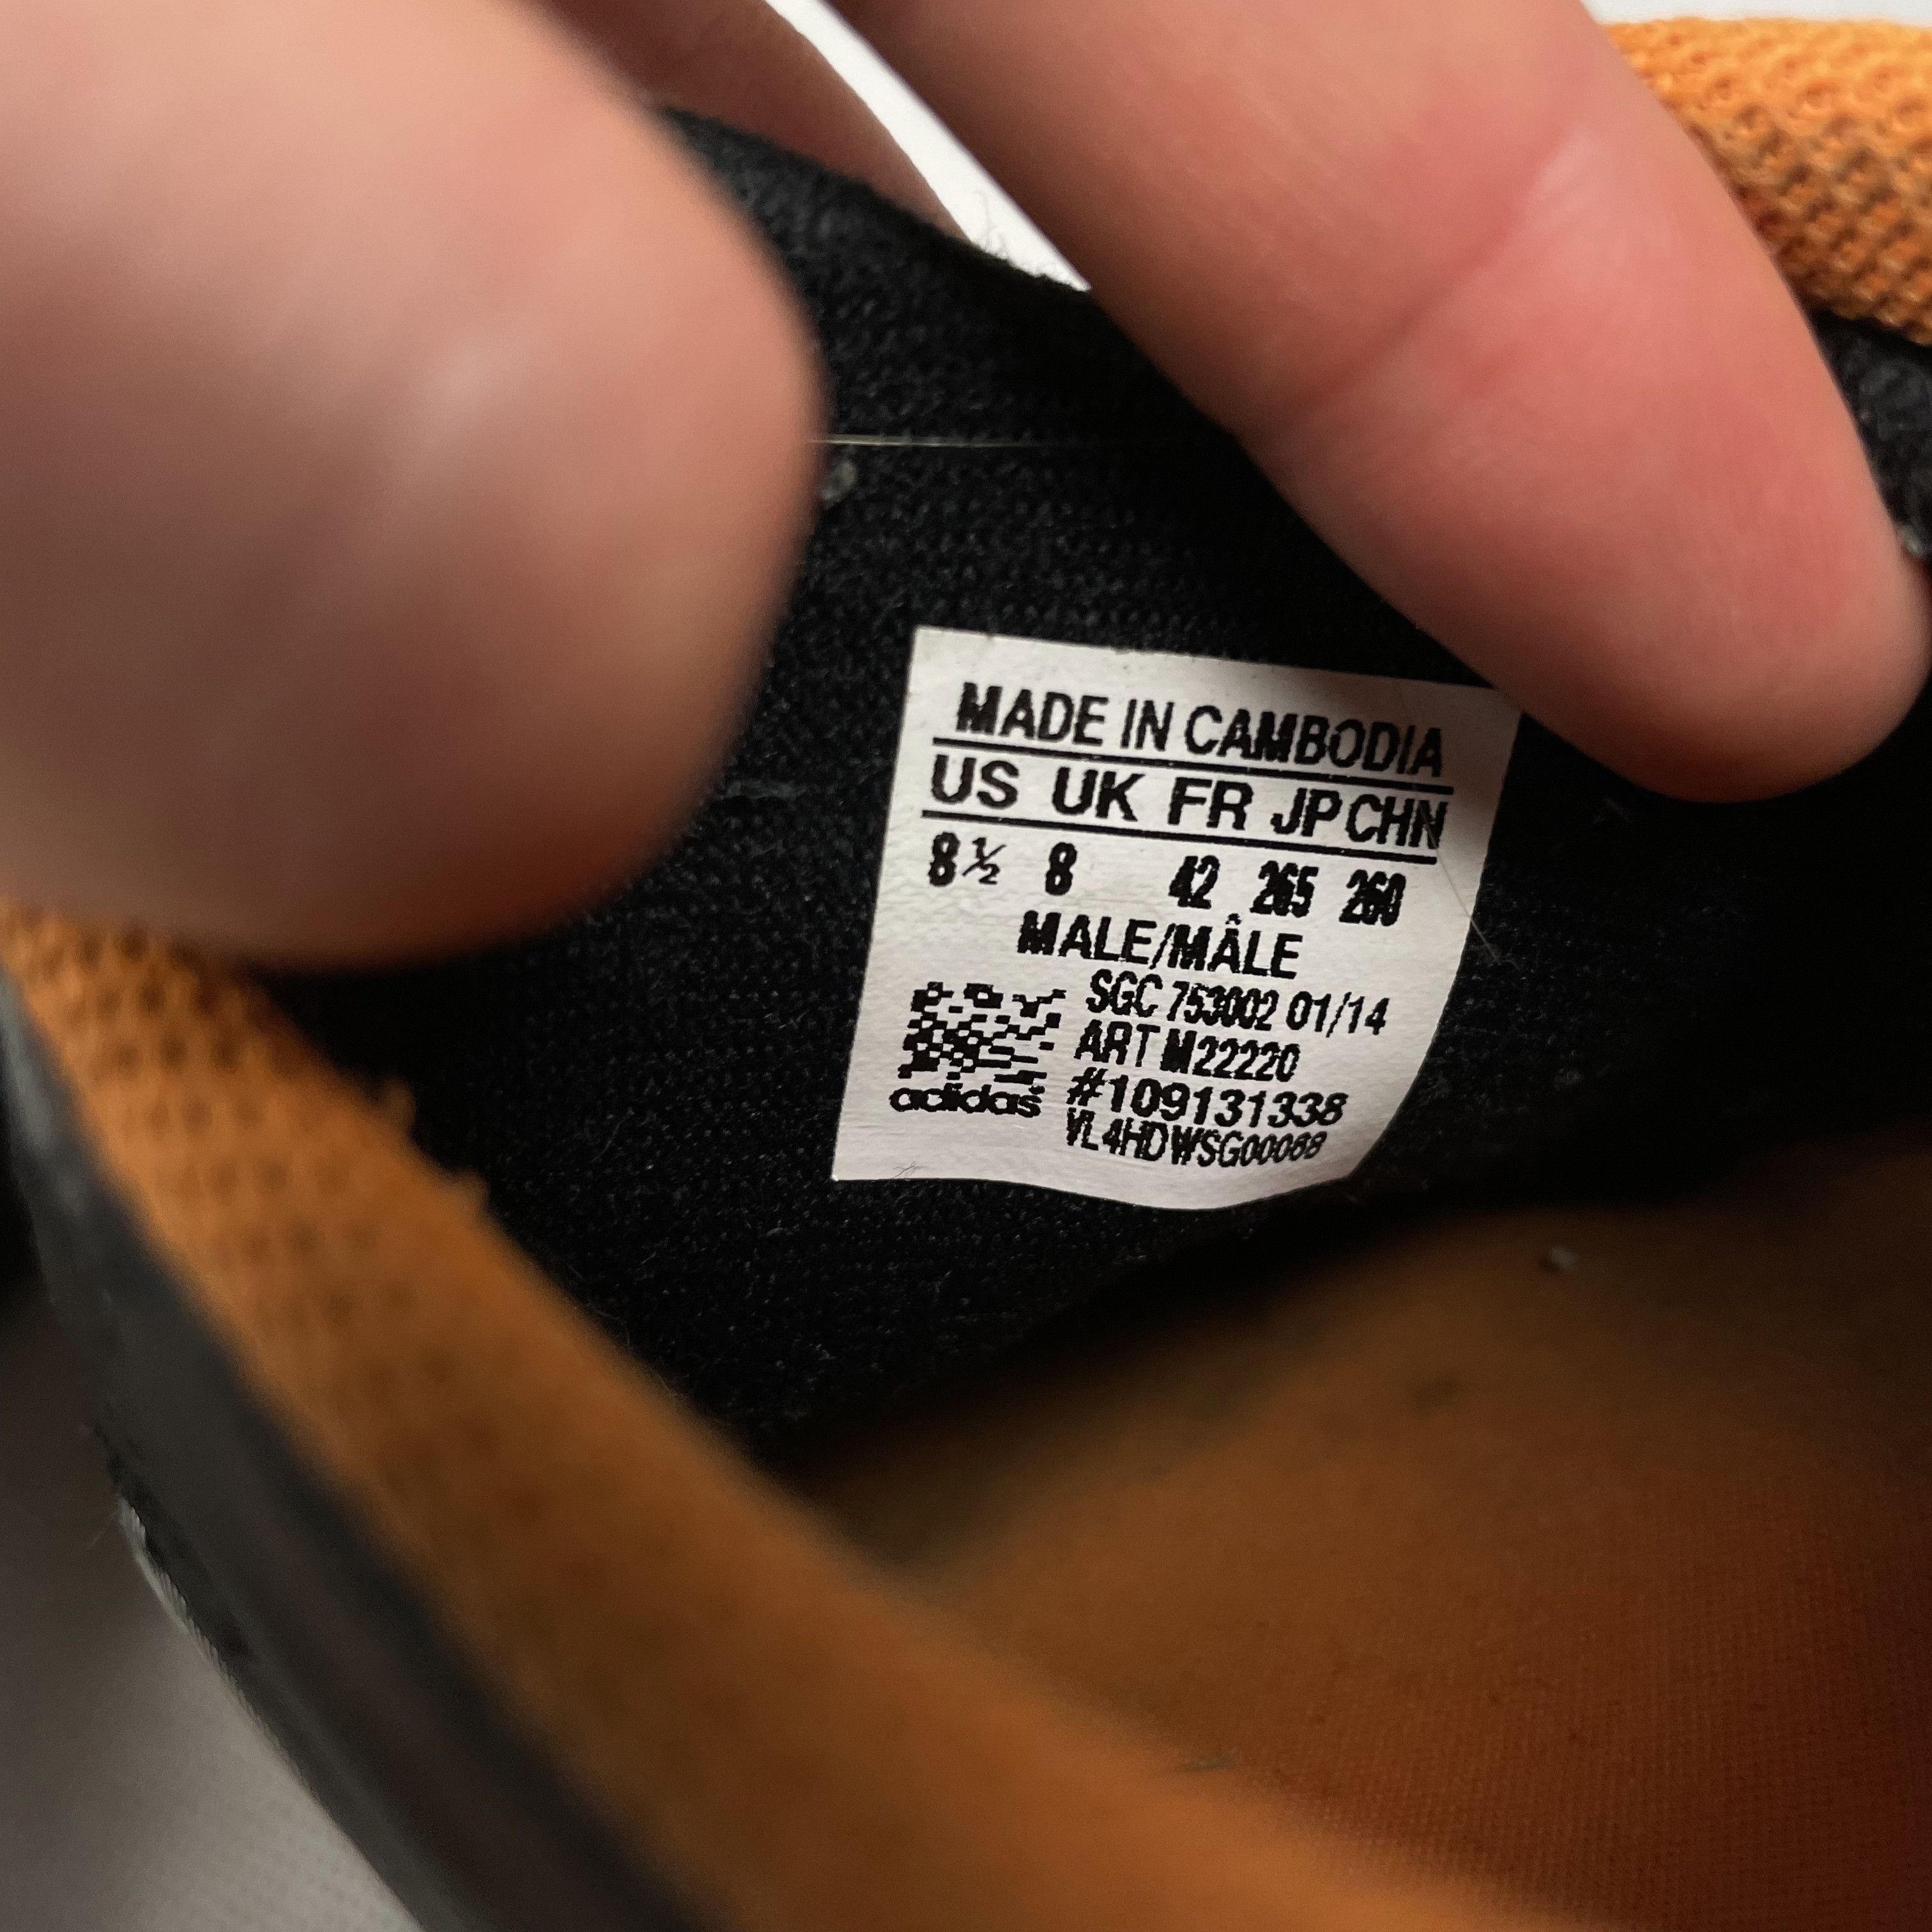 MADE IN CAMBODIA
US UK FR JP CHN
8½ 8 42 265 260
MALE/MÂLE
SGC 753002 01/14
ART M22220
#109131338
YL4HDWSG00068
adidas